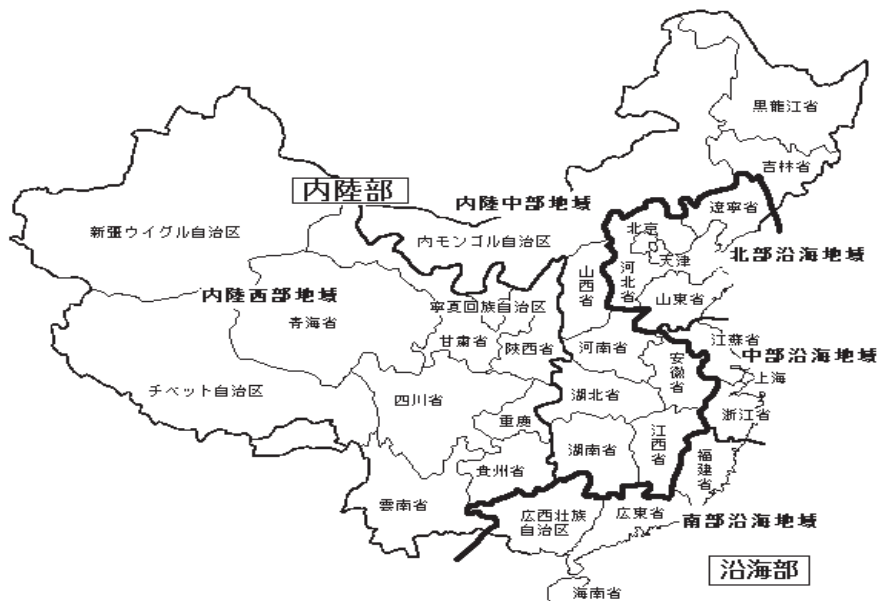 黒龍江省
吉林省
内陸部
内陸中部地域
遼寧省
新疆ウイグル自治区
内モンゴル自治区
北京
天津
北部沿海地域
山西省
河北省
内陸西部地域
寧夏回族自治区
山東省
青海省
甘粛省
陝西省
河南省
江蘇省
安徽省
中部沿海地域
上海
チベット自治区
四川省
湖北省
浙江省
重慶
江西省
湖南省
福建省
貴州省
雲南省
広西壮族
自治区
広東省
南部沿海地域
沿海部
海南省